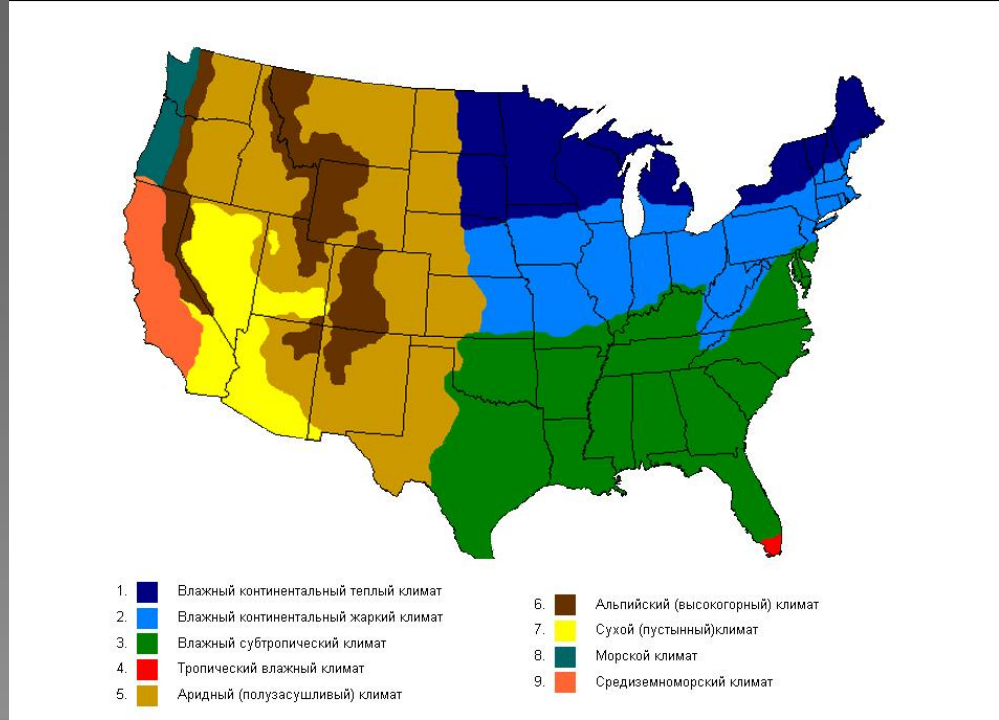 1. Влажный континентальный теплый климат
2. Влажный континентальный жаркий климат
3. Влажный субтропический климат
4. Тропический влажный климат
5. Аридный (полузасушливый) климат
6. Альпийский (высокогорный) климат
7. Сухой (пустынный)климат
8. Морской климат
9. Средиземноморский климат